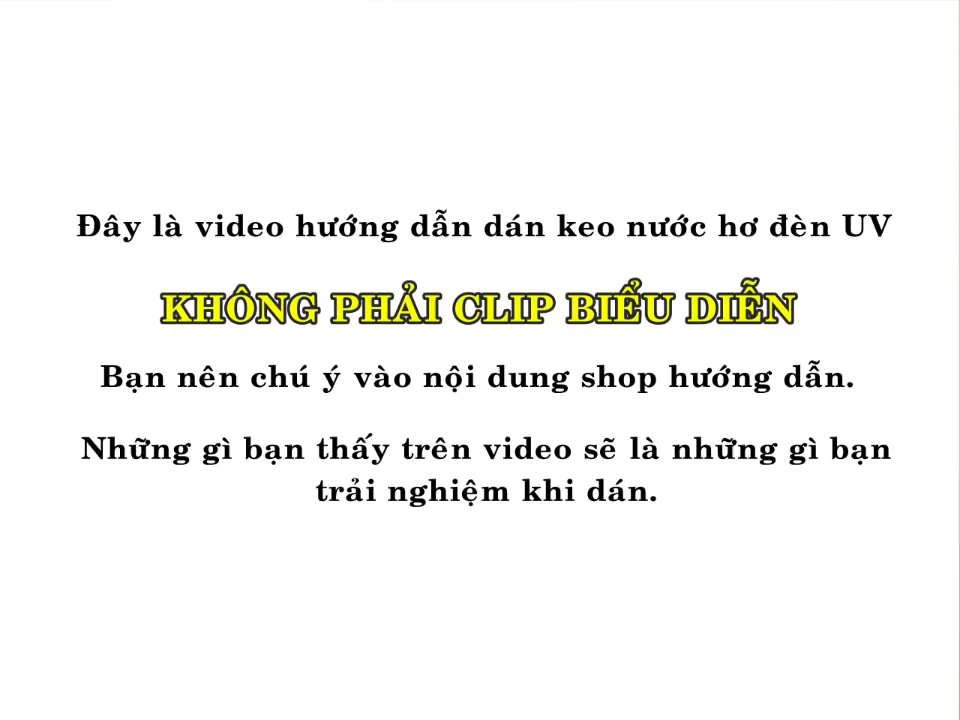 Đây là video hướng dẫn dán keo nước hơ đèn UV
KHÔNG PHẢI CLIP BIỂU DIỄN
Bạn nên chú ý vào nội dung shop hướng dẫn.
Những gì bạn thấy trên video sẽ là những gì bạn
trải nghiệm khi dán.